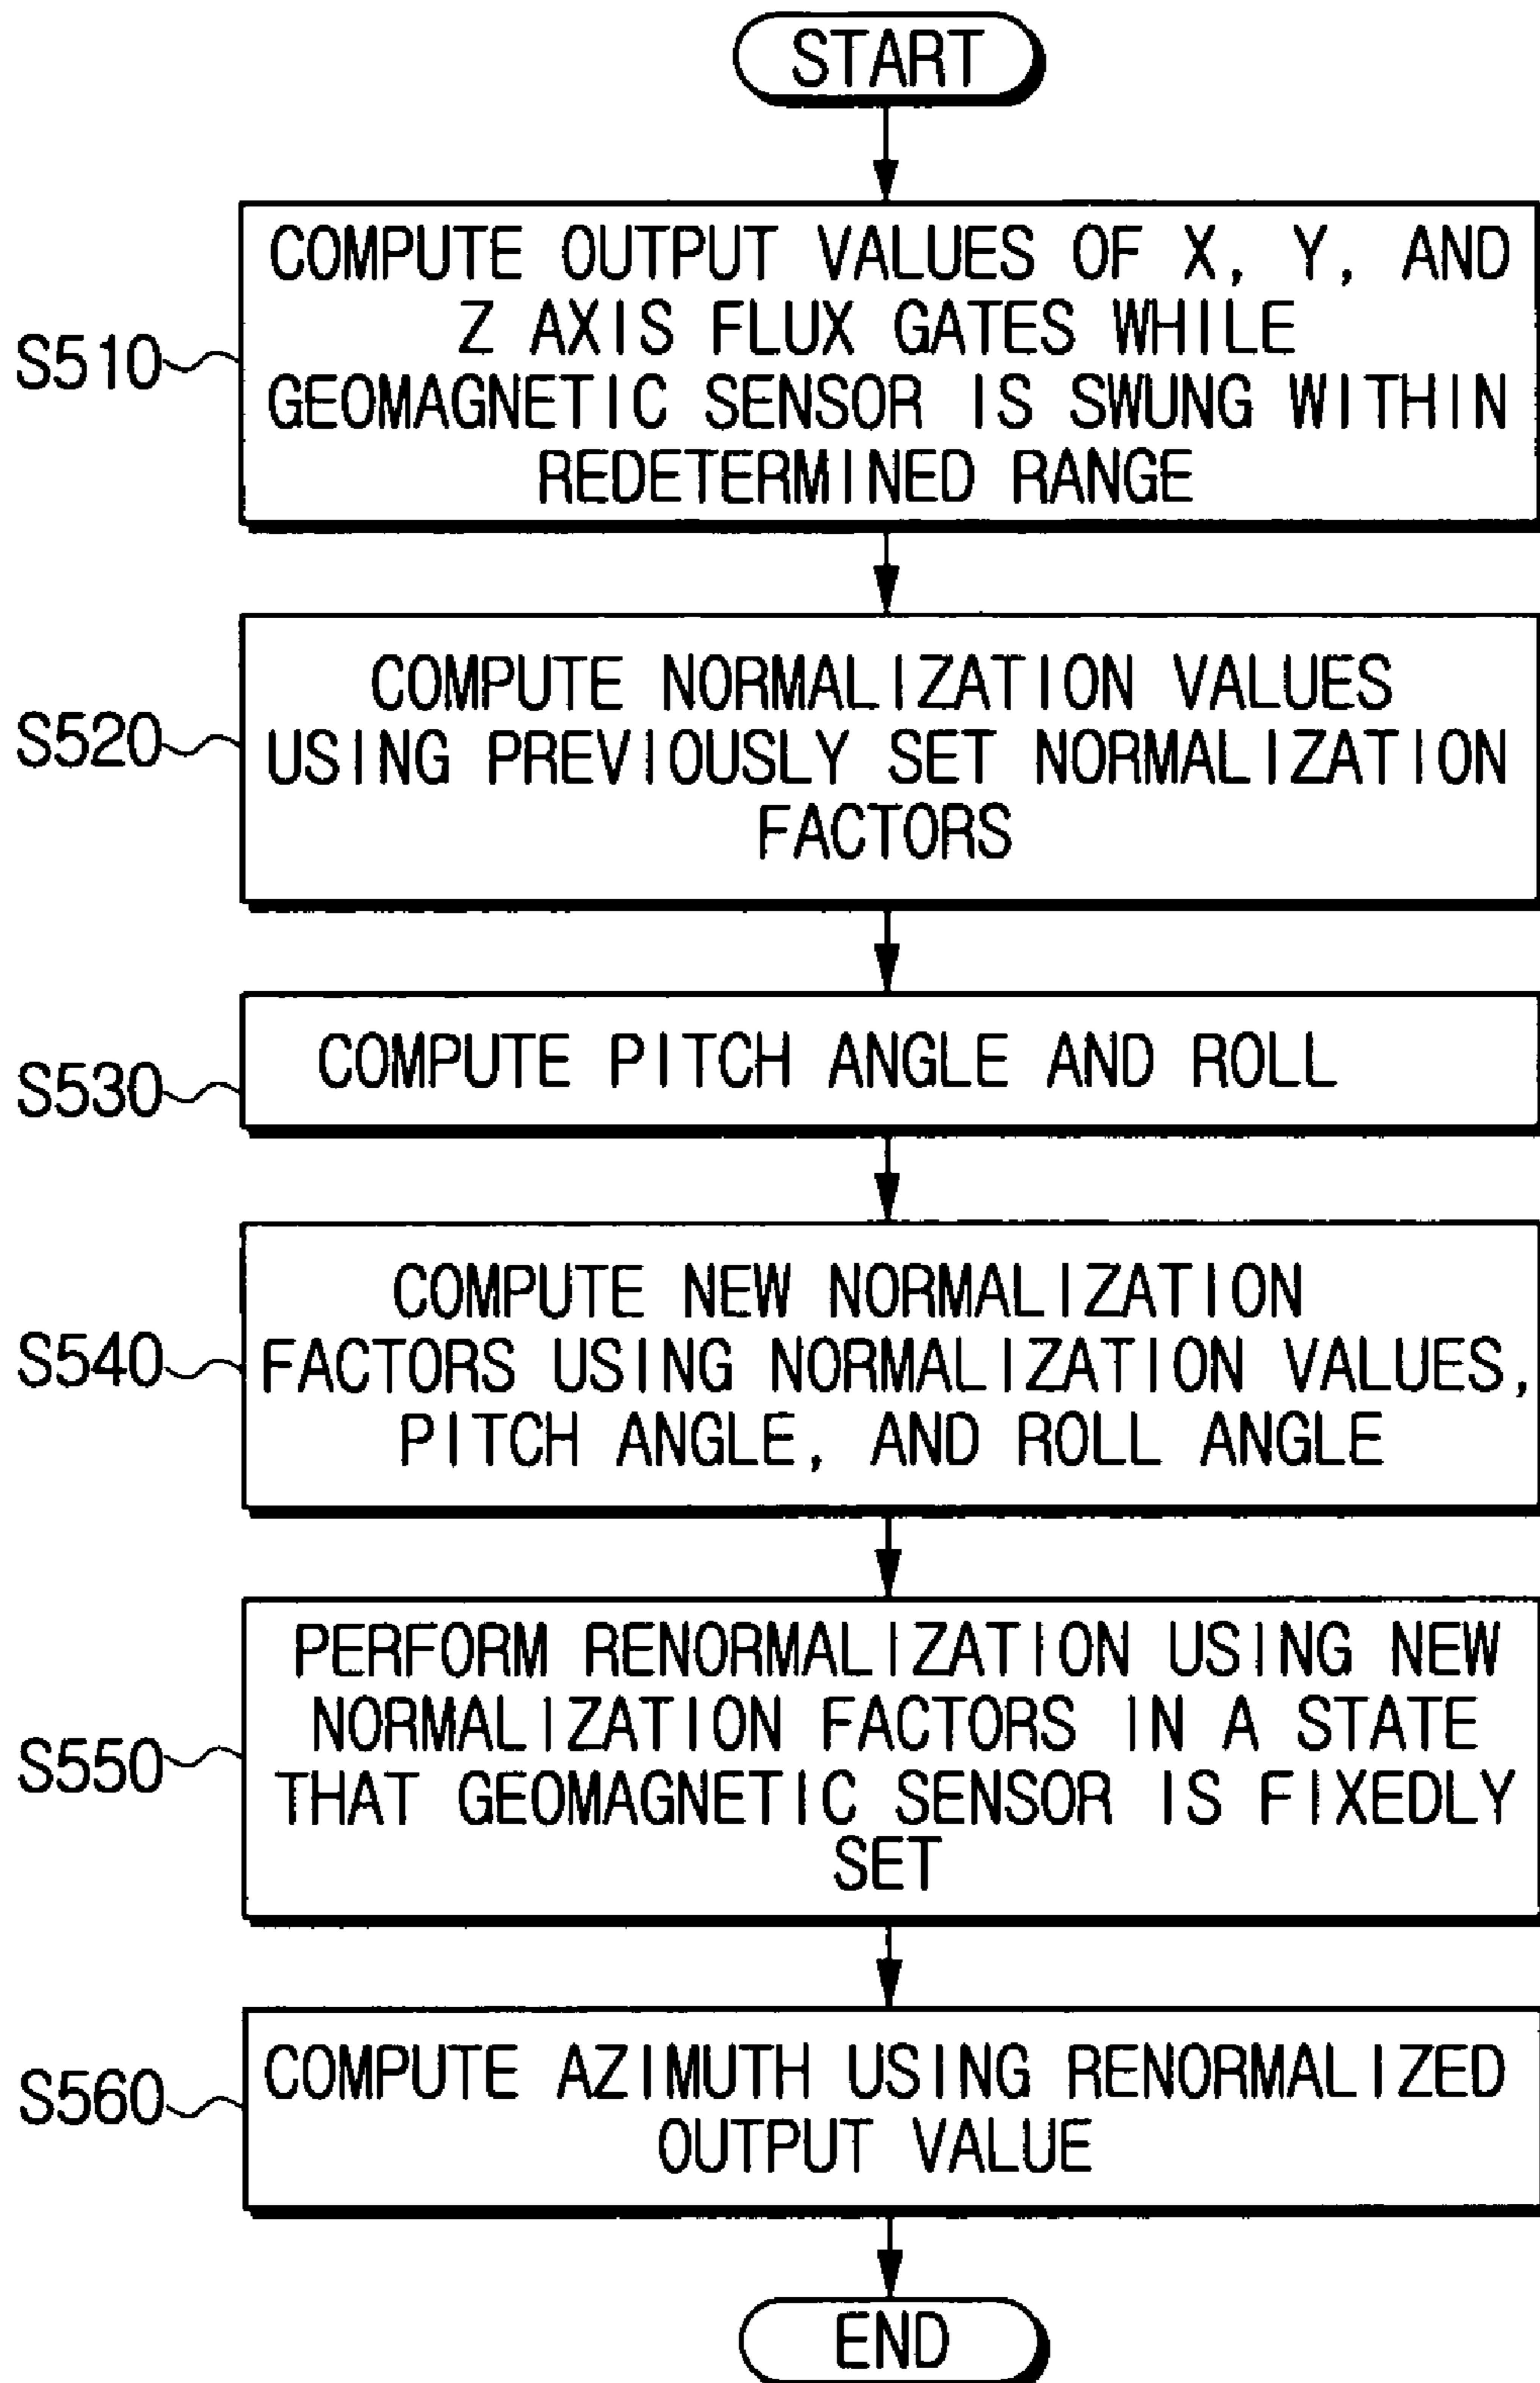 START
COMPUTE OUTPUT VALUES OF X, Y, AND
Z AXIS FLUX GATES WHILE
GEOMAGNETIC SENSOR IS SWUNG WITHIN
REDETERMINED RANGE
S510
COMPUTE NORMALIZATION VALUES
USING PREVIOUSLY SET NORMALIZATION
FACTORS
S520
COMPUTE PITCH ANGLE AND ROLL
S530
COMPUTE NEW NORMALIZATION
FACTORS USING NORMALIZATION VALUES,
PITCH ANGLE, AND ROLL ANGLE
S540
PERFORM RENORMALIZATION USING NEW
NORMALIZATION FACTORS IN A STATE
THAT GEOMAGNETIC SENSOR IS FIXEDLY
SET
S550
COMPUTE AZIMUTH USING RENORMALIZED
OUTPUT VALUE
S560
END